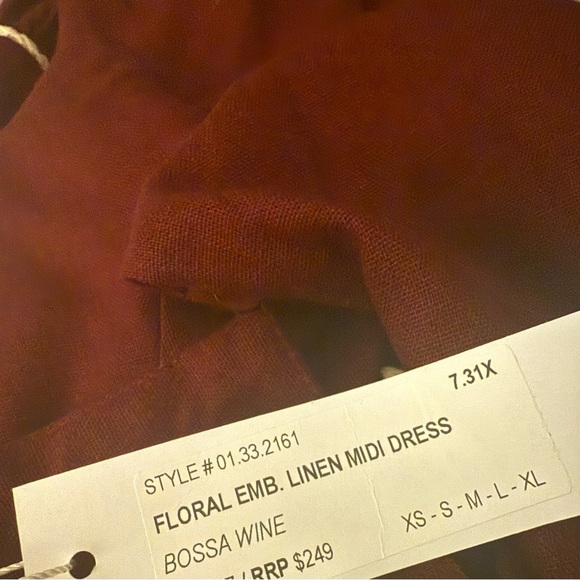 7.31X
STYLE # 01.33.2161
FLORAL EMB. LINEN MIDI DRESS
BOSSA WINE
XS - S - M - L - XL
/ RRP $249